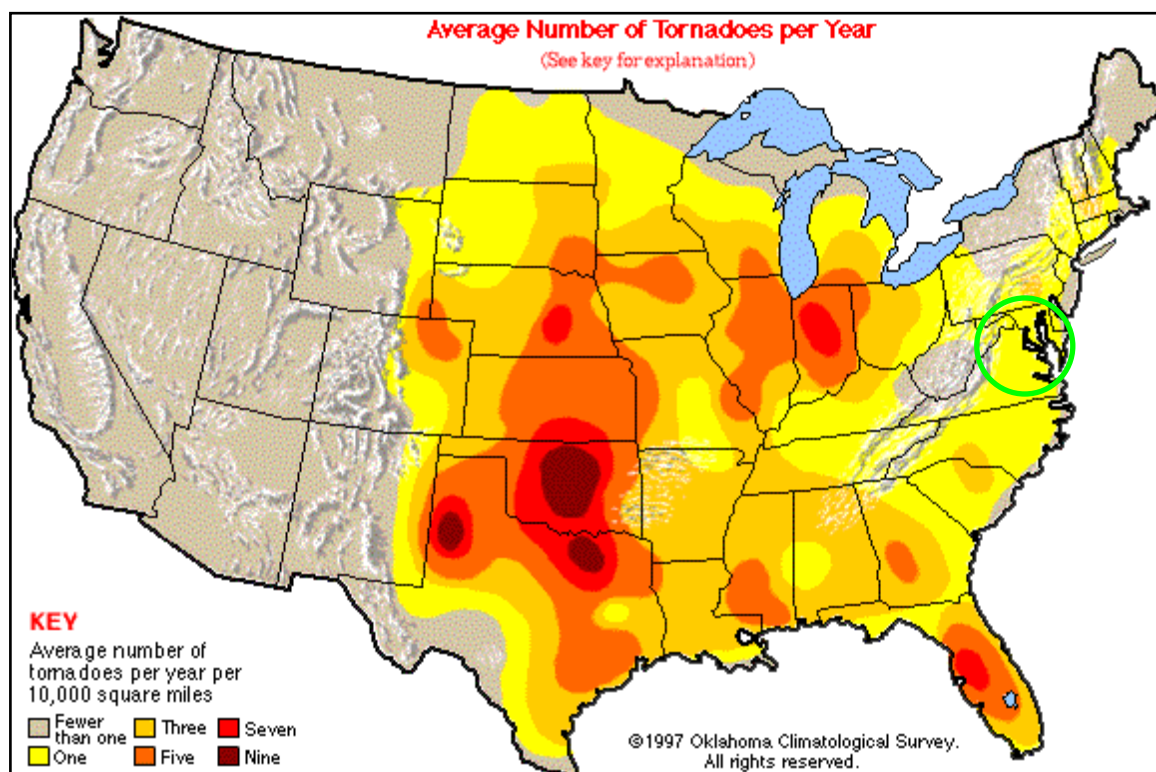 Average Number of Tornadoes per Year
(See key for explanation)
KEY
Average number of
tornadoes per year per
10,000 square miles
Fewer
than one
Three
Seven
One
Five
Nine
©1997 Oklahoma Climatological Survey.
All rights reserved.